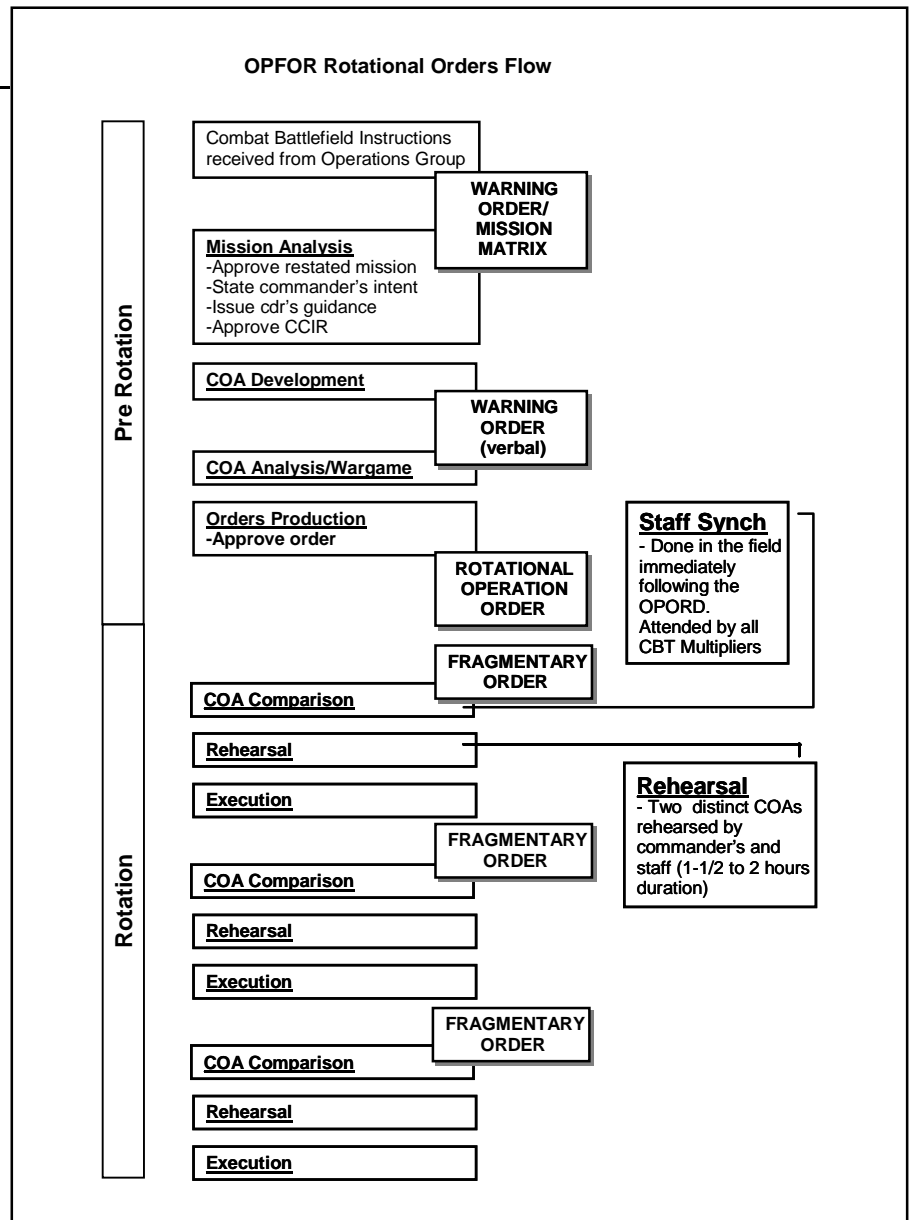 OPFOR Rotational Orders Flow
Pre Rotation
Combat Battlefield Instructions
received from Operations Group
WARNING
ORDER/
MISSION
MATRIX
Mission Analysis
-Approve restated mission
-State commander’s intent
-Issue cdr’s guidance
-Approve CCIR
COA Development
WARNING
ORDER
(verbal)
COA Analysis/Wargame
Orders Production
-Approve order
ROTATIONAL
OPERATION
ORDER
Staff Synch
- Done in the field
immediately
following the
OPORD.
Attended by all
CBT Multipliers
Rotation
FRAGMENTARY
ORDER
COA Comparison
Rehearsal
Execution
Rehearsal
- Two distinct COAs
rehearsed by
commander’s and
staff (1-1/2 to 2 hours
duration)
FRAGMENTARY
ORDER
COA Comparison
Rehearsal
Execution
FRAGMENTARY
ORDER
COA Comparison
Rehearsal
Execution